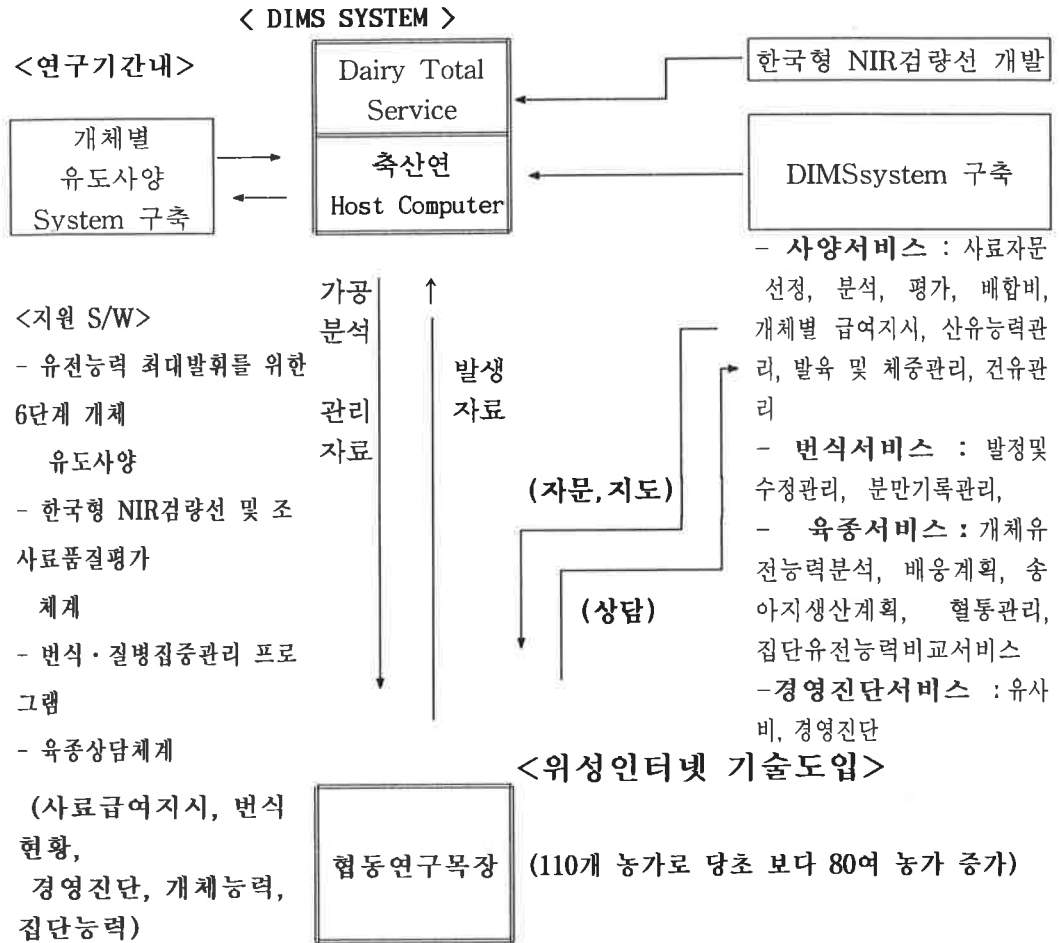 < DIMS SYSTEM >
<연구기간내>
Dairy Total
Service
축산연
Host Computer
한국형 NIR검량선 개발
개체별
유도사양
System 구축
DIMSsystem 구축
- 사양서비스 : 사료자문
선정, 분석, 평가, 배합비,
개체별 급여지시, 산유능력관
리, 발육 및 체중관리, 건유관
리
- 번식서비스 : 발정및
수정관리, 분만기록관리,
- 육종서비스 : 개체유
전능력분석, 배웅계획, 송
아지생산계획, 혈통관리,
집단유전능력비교서비스
-경영진단서비스 :유사
비, 경영진단
<지원 S/W>
- 유전능력 최대발휘를 위한
6단계 개체
유도사양
- 한국형 NIR검량선 및 조
사료품질평가
체계
- 번식·질병집중관리 프로
그램
- 육종상담체계
(사료급여지시, 번식
현황,
경영진단, 개체능력,
집단능력)
가공
분석
관리
자료
↑
발생
자료
(자문,지도)
(상담)
<위성인터넷 기술도입>
협동연구목장
(110개 농가로 당초 보다 80여 농가 증가)